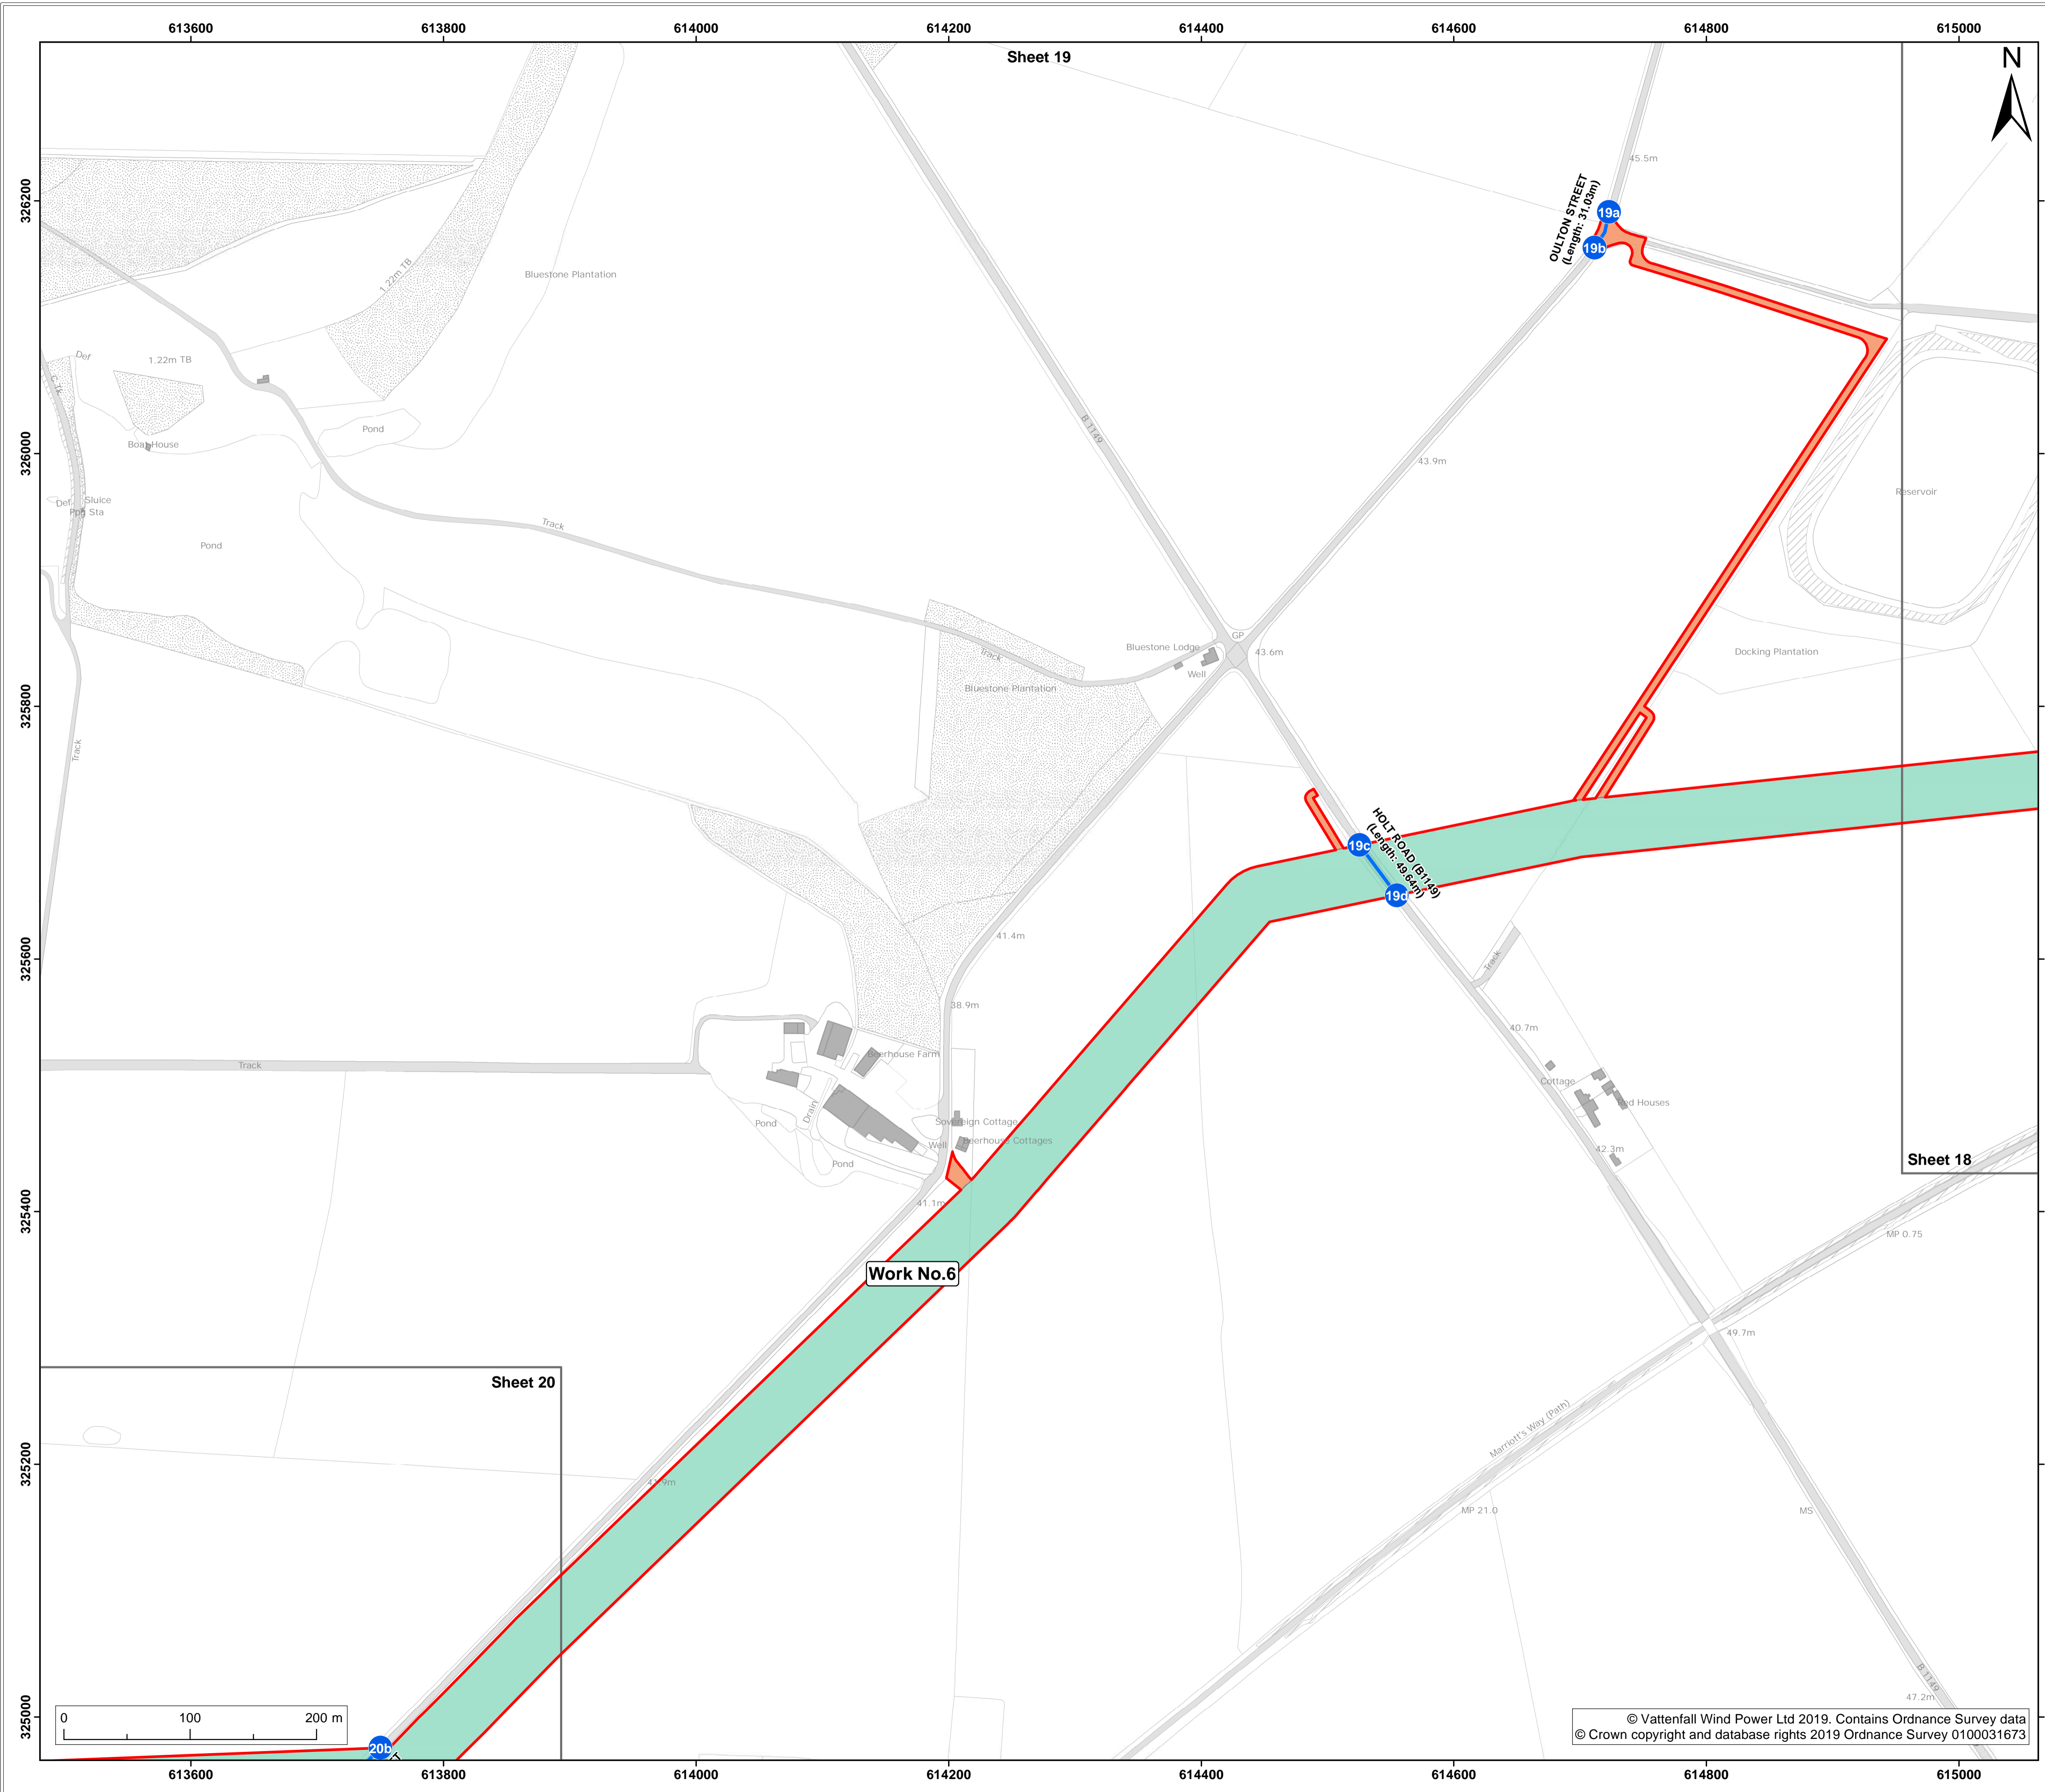 613600 613800 614000 614200 614400 614600 614800 615000
Sheet 19
N
45.5m
326200
OULTON STREET
(Length: 31.03m)
19a
19b
1.22m TB
Bluestone Plantation
Def
1.22m TB
C Tk
B 1149
Pond
Boat House
326000
43.9m
Def
Sluice
Ppg Sta
Reservoir
Track
Pond
GP
Bluestone Lodge
43.6m
Track
Docking Plantation
Well
Bluestone Plantation
325800
Track
HOLT ROAD (B1149)
(Length: 49.64m)
19c
19d
41.4m
325600
Track
38.9m
40.7m
Beerhouse Farm
Track
Cottage
Red Houses
Drain
Pond
Sovereign Cottage
Well
Beerhouse Cottages
42.3m
Pond
Sheet 18
41.1m
325400
MP 0.75
Work No.6
49.7m
Sheet 20
Marriott's Way (Path)
325200
MP 21.0
MS
B 1149
47.2m
325000
0 100 200 m
20b
© Vattenfall Wind Power Ltd 2019. Contains Ordnance Survey data
© Crown copyright and database rights 2019 Ordnance Survey 0100031673
613600 613800 614000 614200 614400 614600 614800 615000